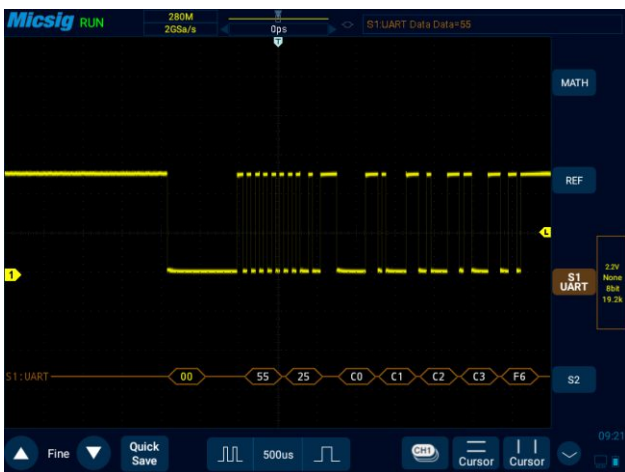 Micsig RUN 280M 2GSa/s T 0ps S1:UART Data Data=55
T
MATH
REF
L
1
S1 UART
2.2V
None
8bit
19.2k
S1:UART 00 55 25 C0 C1 C2 C3 F6
S2
09:21
Fine Quick Save 500us CH1 Cursor Cursor